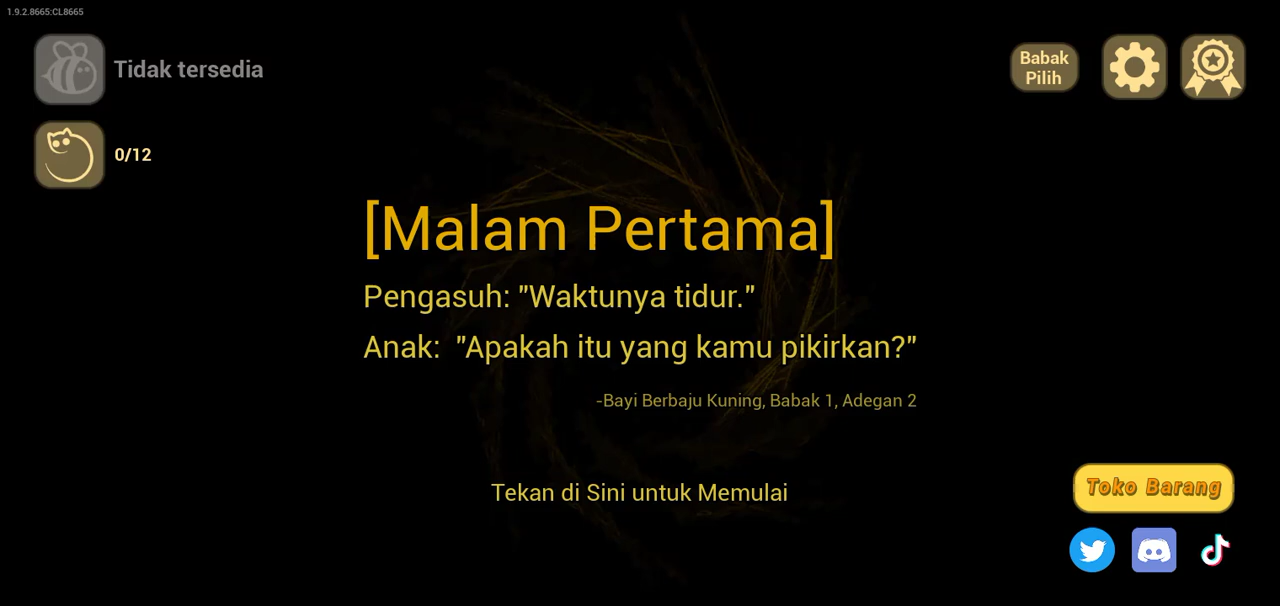 1.9.2.8665:CL8665
Tidak tersedia
Babak
Pilih
0/12
[Malam Pertama]
Pengasuh: "Waktunya tidur."
Anak:  "Apakah itu yang kamu pikirkan?"
-Bayi Berbaju Kuning, Babak 1, Adegan 2
Tekan di Sini untuk Memulai
Toko Barang